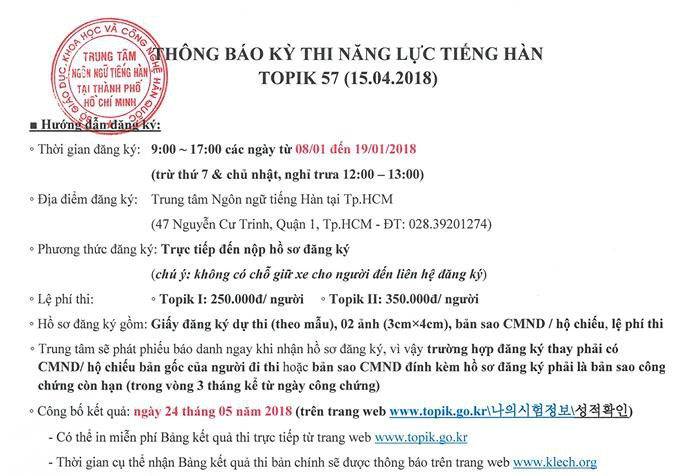 THÔNG BÁO KỲ THI NĂNG LỰC TIẾNG HÀN
TOPIK 57 (15.04.2018)
SỞ GIÁO DỤC, KHOA HỌC VÀ CÔNG NGHỆ HÀN QUỐC
TRUNG TÂM
NGÔN NGỮ TIẾNG HÀN
TẠI THÀNH PHỐ
HỒ CHÍ MINH
■ Hướng dẫn đăng ký:
◦ Thời gian đăng ký: 9:00 ~ 17:00 các ngày từ 08/01 đến 19/01/2018
(trừ thứ 7 & chủ nhật, nghỉ trưa 12:00 – 13:00)
◦ Địa điểm đăng ký: Trung tâm Ngôn ngữ tiếng Hàn tại Tp.HCM
(47 Nguyễn Cư Trinh, Quận 1, Tp.HCM - ĐT: 028.39201274)
◦ Phương thức đăng ký: Trực tiếp đến nộp hồ sơ đăng ký
(chú ý: không có chỗ giữ xe cho người đến liên hệ đăng ký)
◦ Lệ phí thi: ◦ Topik I: 250.000đ/ người ◦ Topik II: 350.000đ/ người
◦ Hồ sơ đăng ký gồm: Giấy đăng ký dự thi (theo mẫu), 02 ảnh (3cm×4cm), bản sao CMND / hộ chiếu, lệ phí thi
◦ Trung tâm sẽ phát phiếu báo danh ngay khi nhận hồ sơ đăng ký, vì vậy trường hợp đăng ký thay phải có
CMND/ hộ chiếu bản gốc của người đi thi hoặc bản sao CMND đính kèm hồ sơ đăng ký phải là bản sao công
chứng còn hạn (trong vòng 3 tháng kể từ ngày công chứng)
◦ Công bố kết quả: ngày 24 tháng 05 năm 2018 (trên trang web www.topik.go.kr\나의시험정보\성적확인)
- Có thể in miễn phí Bảng kết quả thi trực tiếp từ trang web www.topik.go.kr
- Thời gian cụ thể nhận Bảng kết quả thi bản chính sẽ được thông báo trên trang web www.klech.org